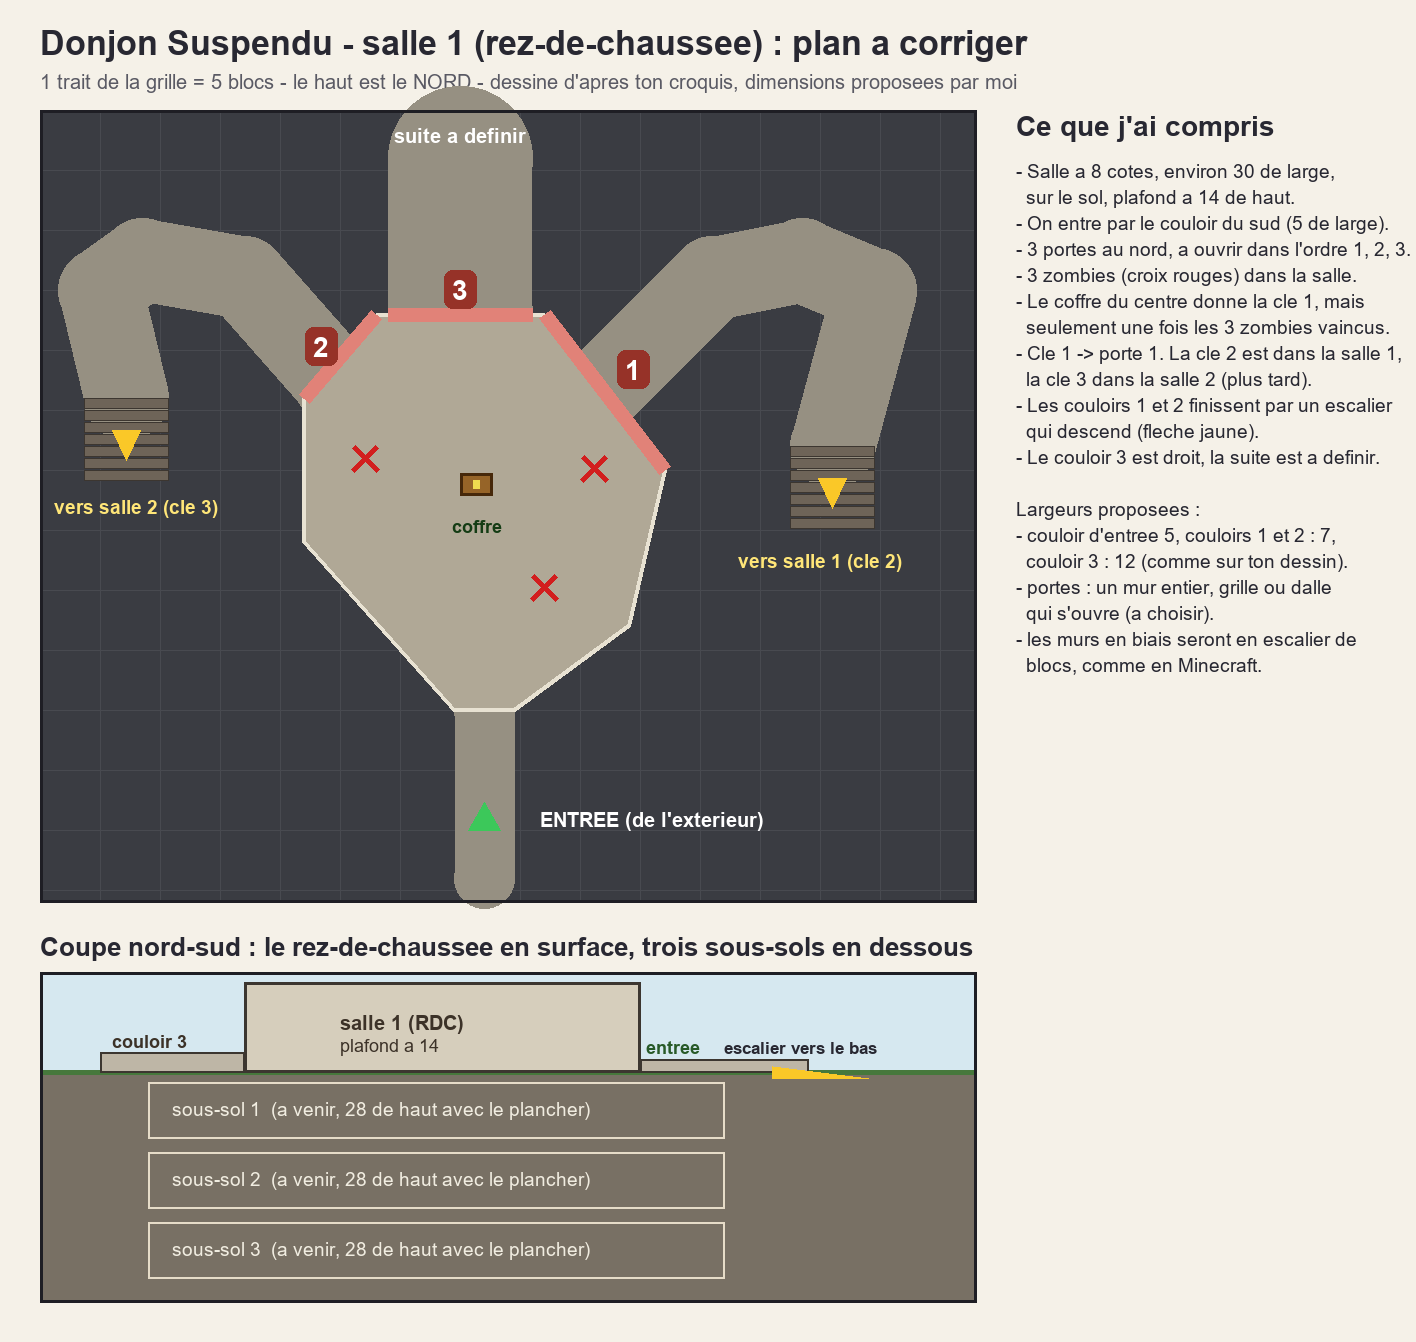 Donjon Suspendu - salle 1 (rez-de-chaussee) : plan a corriger
1 trait de la grille = 5 blocs - le haut est le NORD - dessine d'apres ton croquis, dimensions proposees par moi
suite a definir
3
2
1
coffre
vers salle 2 (cle 3)
vers salle 1 (cle 2)
ENTREE (de l'exterieur)
Ce que j'ai compris
- Salle a 8 cotes, environ 30 de large,
sur le sol, plafond a 14 de haut.
- On entre par le couloir du sud (5 de large).
- 3 portes au nord, a ouvrir dans l'ordre 1, 2, 3.
- 3 zombies (croix rouges) dans la salle.
- Le coffre du centre donne la cle 1, mais
seulement une fois les 3 zombies vaincus.
- Cle 1 -> porte 1. La cle 2 est dans la salle 1,
la cle 3 dans la salle 2 (plus tard).
- Les couloirs 1 et 2 finissent par un escalier
qui descend (fleche jaune).
- Le couloir 3 est droit, la suite est a definir.
Largeurs proposees :
- couloir d'entree 5, couloirs 1 et 2 : 7,
couloir 3 : 12 (comme sur ton dessin).
- portes : un mur entier, grille ou dalle
qui s'ouvre (a choisir).
- les murs en biais seront en escalier de
blocs, comme en Minecraft.
Coupe nord-sud : le rez-de-chaussee en surface, trois sous-sols en dessous
couloir 3
salle 1 (RDC)
plafond a 14
entree
escalier vers le bas
sous-sol 1 (a venir, 28 de haut avec le plancher)
sous-sol 2 (a venir, 28 de haut avec le plancher)
sous-sol 3 (a venir, 28 de haut avec le plancher)